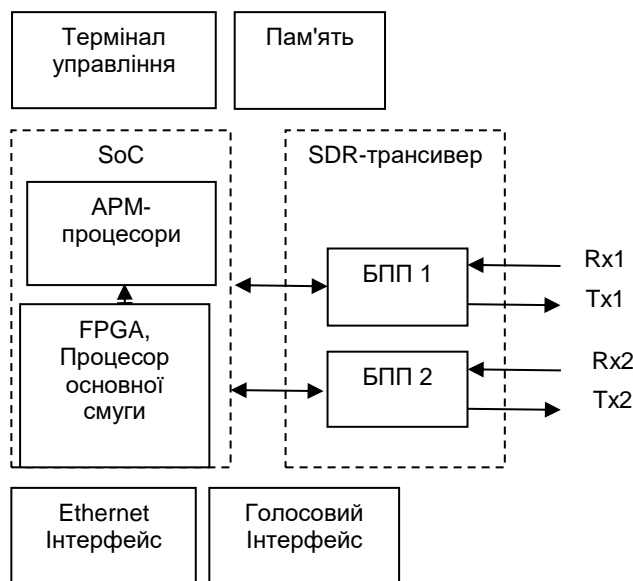 Термінал
управління
Пам'ять
SoC
АРМ-
процесори
FPGA,
Процесор
основної
смуги
SDR-трансивер
БПП 1
БПП 2
Rx1
Tx1
Rx2
Tx2
Ethernet
Інтерфейс
Голосовий
Інтерфейс